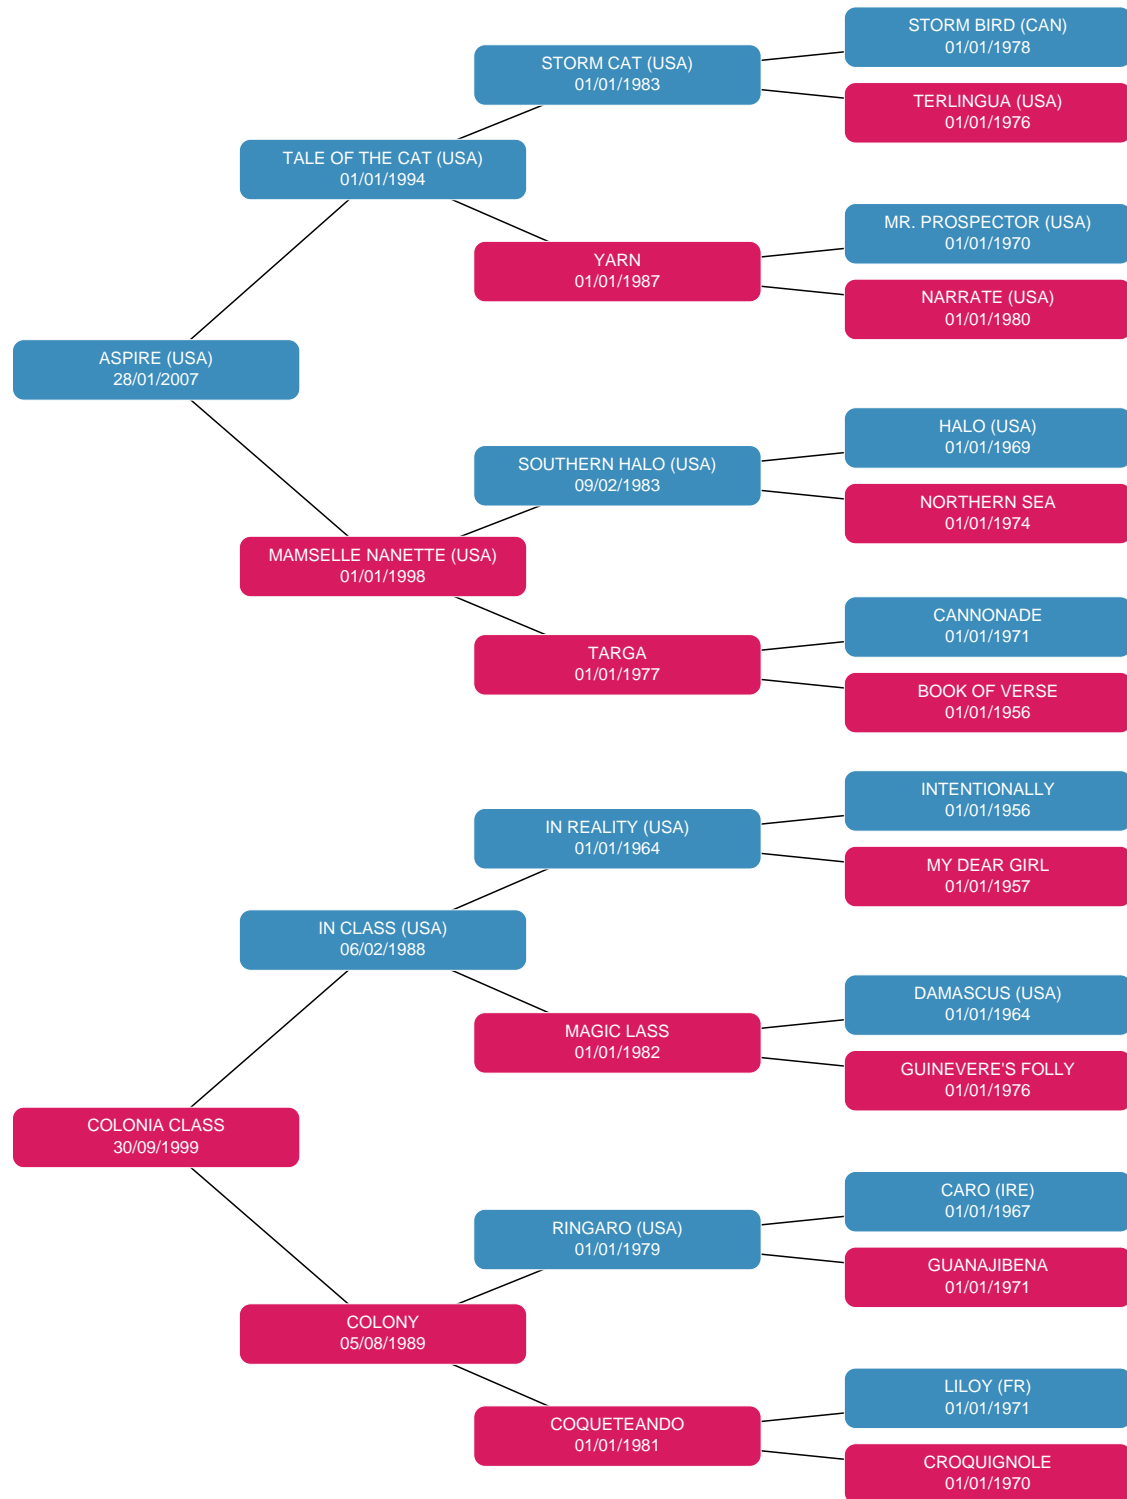 STORM BIRD (CAN)
01/01/1978
STORM CAT (USA)
01/01/1983
TERLINGUA (USA)
01/01/1976
TALE OF THE CAT (USA)
01/01/1994
MR. PROSPECTOR (USA)
01/01/1970
YARN
01/01/1987
NARRATE (USA)
01/01/1980
ASPIRE (USA)
28/01/2007
HALO (USA)
01/01/1969
SOUTHERN HALO (USA)
09/02/1983
NORTHERN SEA
01/01/1974
MAMSELLE NANETTE (USA)
01/01/1998
CANNONADE
01/01/1971
TARGA
01/01/1977
BOOK OF VERSE
01/01/1956
INTENTIONALLY
01/01/1956
IN REALITY (USA)
01/01/1964
MY DEAR GIRL
01/01/1957
IN CLASS (USA)
06/02/1988
DAMASCUS (USA)
01/01/1964
MAGIC LASS
01/01/1982
GUINEVERE'S FOLLY
01/01/1976
COLONIA CLASS
30/09/1999
CARO (IRE)
01/01/1967
RINGARO (USA)
01/01/1979
GUANAJIBENA
01/01/1971
COLONY
05/08/1989
LILOY (FR)
01/01/1971
COQUETEANDO
01/01/1981
CROQUIGNOLE
01/01/1970